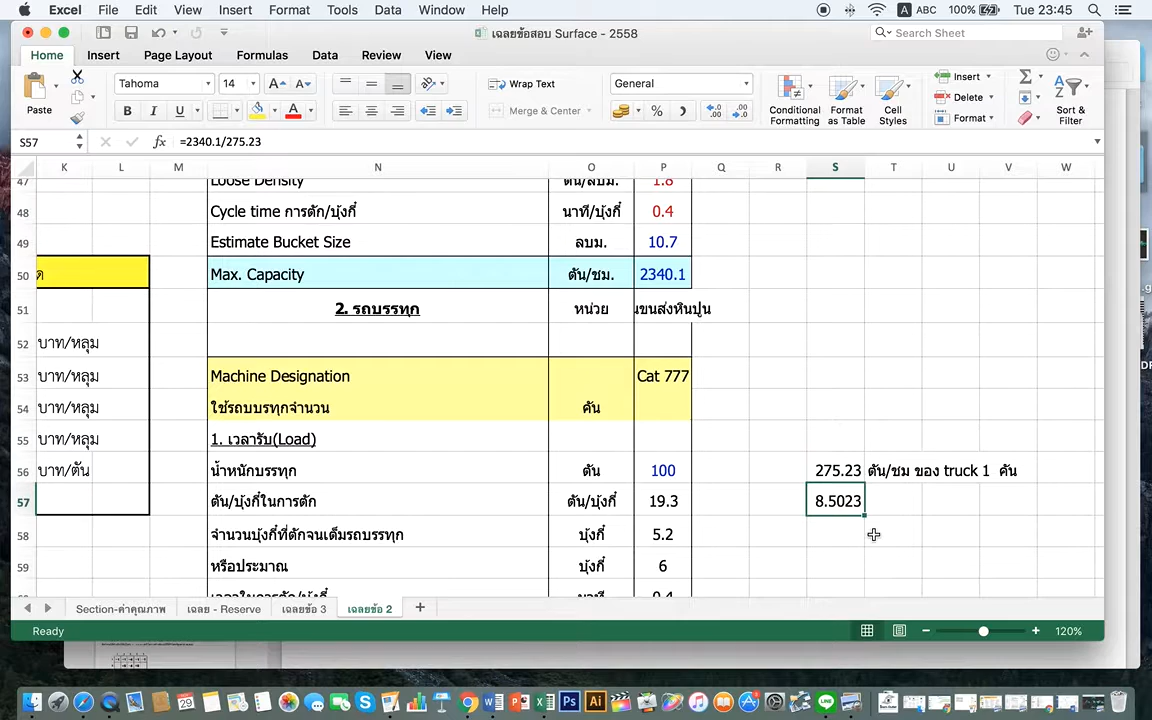 Excel File Edit View Insert Format Tools Data Window Help A ABC 100% Tue 23:45
เฉลยข้อสอบ Surface - 2558 Search Sheet
Home Insert Page Layout Formulas Data Review View
Paste Tahoma 14 A A Wrap Text General Conditional Formatting Format as Table Cell Styles Insert Sort & Filter
B I U A Merge & Center % Delete
Format
S57 fx =2340.1/275.23
K L M N O P Q R S T U V W
47 Loose Density ตัน/ลบม. 1.8
48 Cycle time การตัก/บุ้งกี๋ นาที/บุ้งกี๋ 0.4
49 Estimate Bucket Size ลบม. 10.7
50 ด Max. Capacity ตัน/ชม. 2340.1
51 2. รถบรรทุก หน่วย นขนส่งหินปูน
52 บาท/หลุม
53 บาท/หลุม Machine Designation Cat 777
54 บาท/หลุม ใช้รถบบรทุกจำนวน คัน
55 บาท/หลุม 1. เวลารับ(Load)
56 บาท/ตัน น้ำหนักบรรทุก ตัน 100 275.23 ตัน/ชม ของ truck 1 คัน
57 ตัน/บุ้งกี๋ในการตัก ตัน/บุ้งกี๋ 19.3 8.5023
58 จำนวนบุ้งกี๋ที่ตักจนเต็มรถบรรทุก บุ้งกี๋ 5.2
59 หรือประมาณ บุ้งกี๋ 6
Section-ค่าคุณภาพ เฉลย - Reserve เฉลยข้อ 3 เฉลยข้อ 2 +
Ready 120%